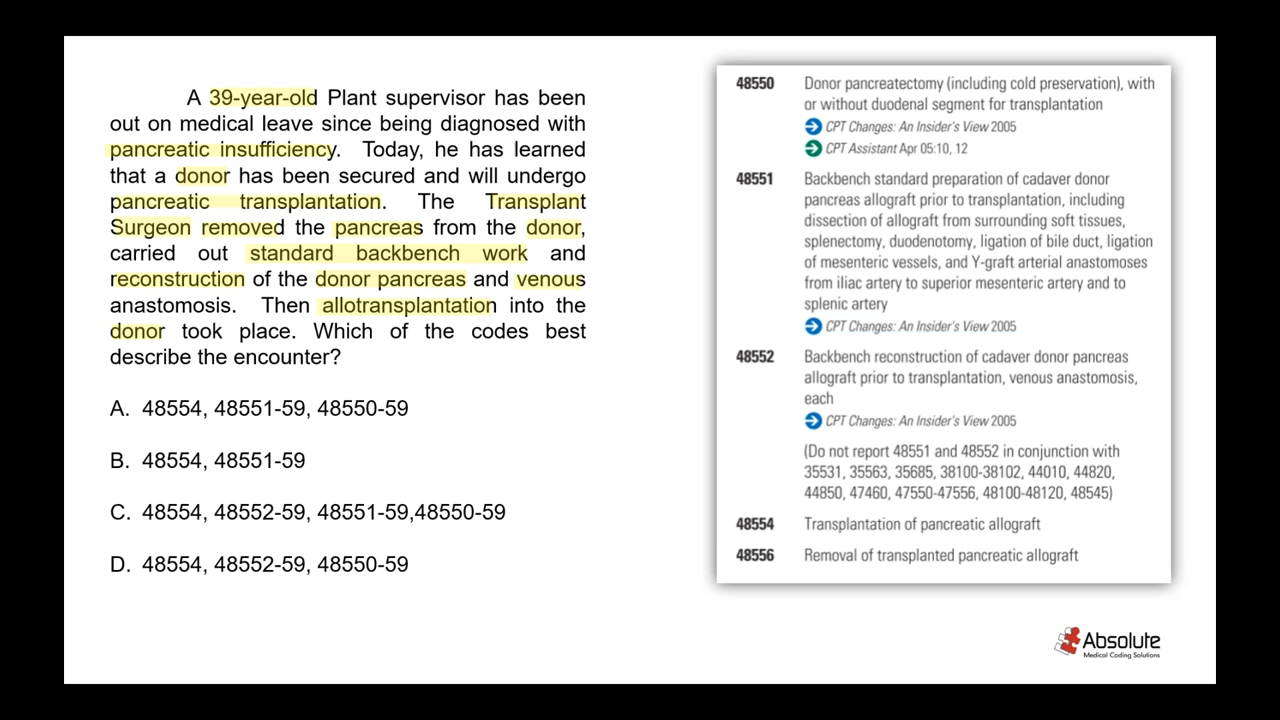 A 39-year-old Plant supervisor has been
out on medical leave since being diagnosed with
pancreatic insufficiency. Today, he has learned
that a donor has been secured and will undergo
pancreatic transplantation. The Transplant
Surgeon removed the pancreas from the donor,
carried out standard backbench work and
reconstruction of the donor pancreas and venous
anastomosis. Then allotransplantation into the
donor took place. Which of the codes best
describe the encounter?
A. 48554, 48551-59, 48550-59
B. 48554, 48551-59
C. 48554, 48552-59, 48551-59,48550-59
D. 48554, 48552-59, 48550-59
48550 Donor pancreatectomy (including cold preservation), with
or without duodenal segment for transplantation
CPT Changes: An Insider's View 2005
CPT Assistant Apr 05:10, 12
48551 Backbench standard preparation of cadaver donor
pancreas allograft prior to transplantation, including
dissection of allograft from surrounding soft tissues,
splenectomy, duodenotomy, ligation of bile duct, ligation
of mesenteric vessels, and Y-graft arterial anastomoses
from iliac artery to superior mesenteric artery and to
splenic artery
CPT Changes: An Insider's View 2005
48552 Backbench reconstruction of cadaver donor pancreas
allograft prior to transplantation, venous anastomosis,
each
CPT Changes: An Insider's View 2005
(Do not report 48551 and 48552 in conjunction with
35531, 35563, 35685, 38100-38102, 44010, 44820,
44850, 47460, 47550-47556, 48100-48120, 48545)
48554 Transplantation of pancreatic allograft
48556 Removal of transplanted pancreatic allograft
Absolute
Medical Coding Solutions